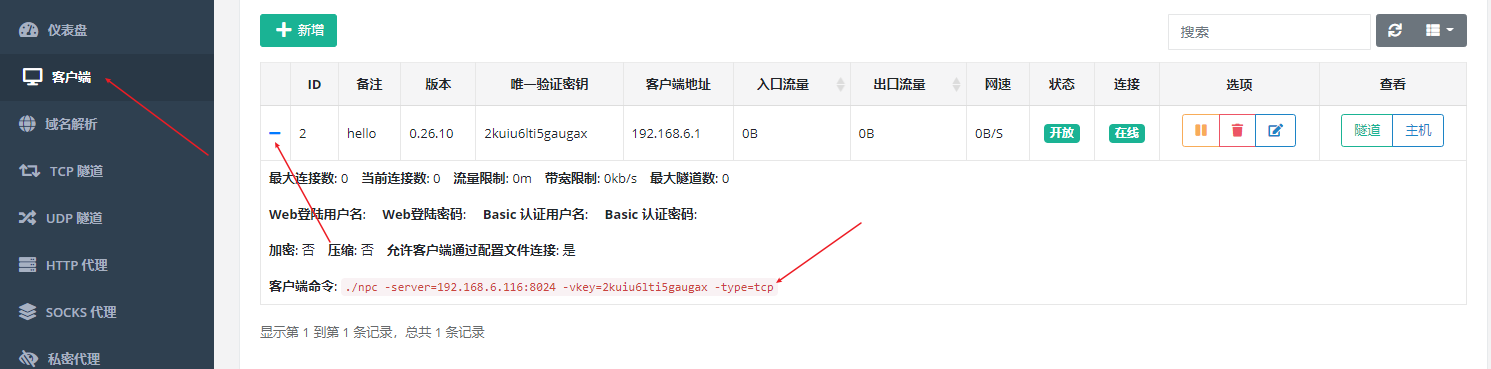 仪表盘
客户端
域名解析
TCP 隧道
UDP 隧道
HTTP 代理
SOCKS 代理
私密代理
新增
搜索
ID 备注 版本 唯一验证密钥 客户端地址 入口流量 出口流量 网速 状态 连接 选项 查看
2 hello 0.26.10 2kuiu6lti5gaugax 192.168.6.1 0B 0B 0B/S 开放 在线 隧道 主机
最大连接数: 0 当前连接数: 0 流量限制: 0m 带宽限制: 0kb/s 最大隧道数: 0
Web登陆用户名: Web登陆密码: Basic 认证用户名: Basic 认证密码:
加密: 否 压缩: 否 允许客户端通过配置文件连接: 是
客户端命令: ./npc -server=192.168.6.116:8024 -vkey=2kuiu6lti5gaugax -type=tcp
显示第 1 到第 1 条记录，总共 1 条记录